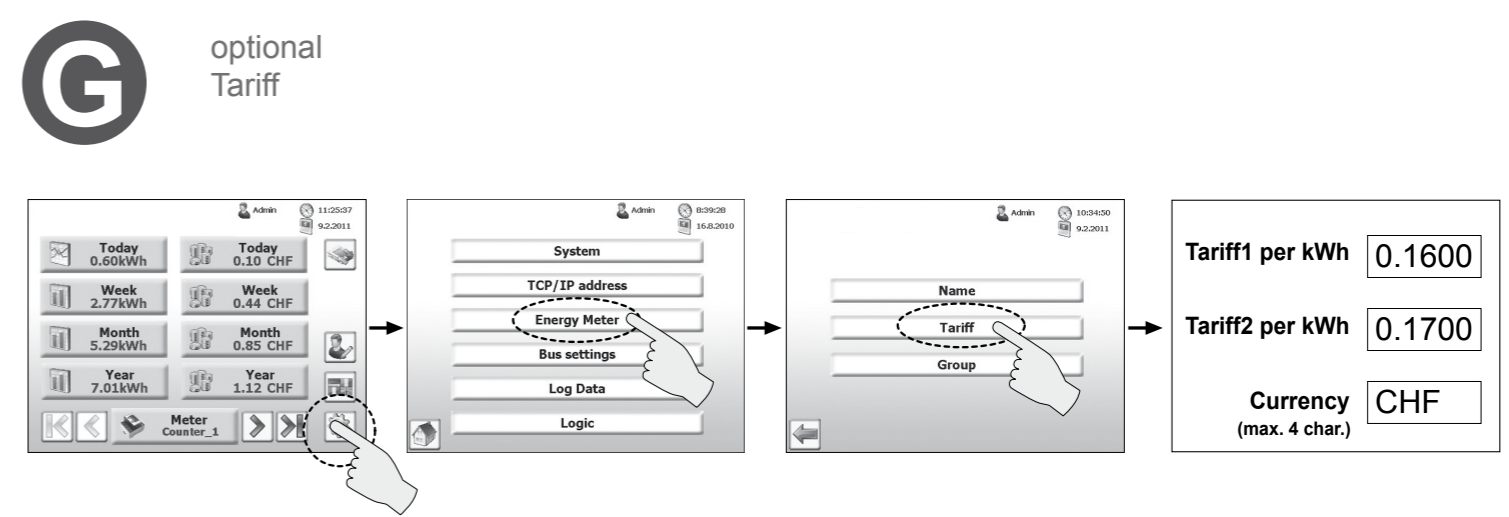 G
optional
Tariff
Admin
11:25:37
9.2.2011
Today
0.60kWh
Today
0.10 CHF
Week
2.77kWh
Week
0.44 CHF
Month
5.29kWh
Month
0.85 CHF
Year
7.01kWh
Year
1.12 CHF
Meter
Counter_1
Admin
8:39:28
16.8.2010
System
TCP/IP address
Energy Meter
Bus settings
Log Data
Logic
Admin
10:34:50
9.2.2011
Name
Tariff
Group
Tariff1 per kWh 0.1600
Tariff2 per kWh 0.1700
Currency CHF
(max. 4 char.)